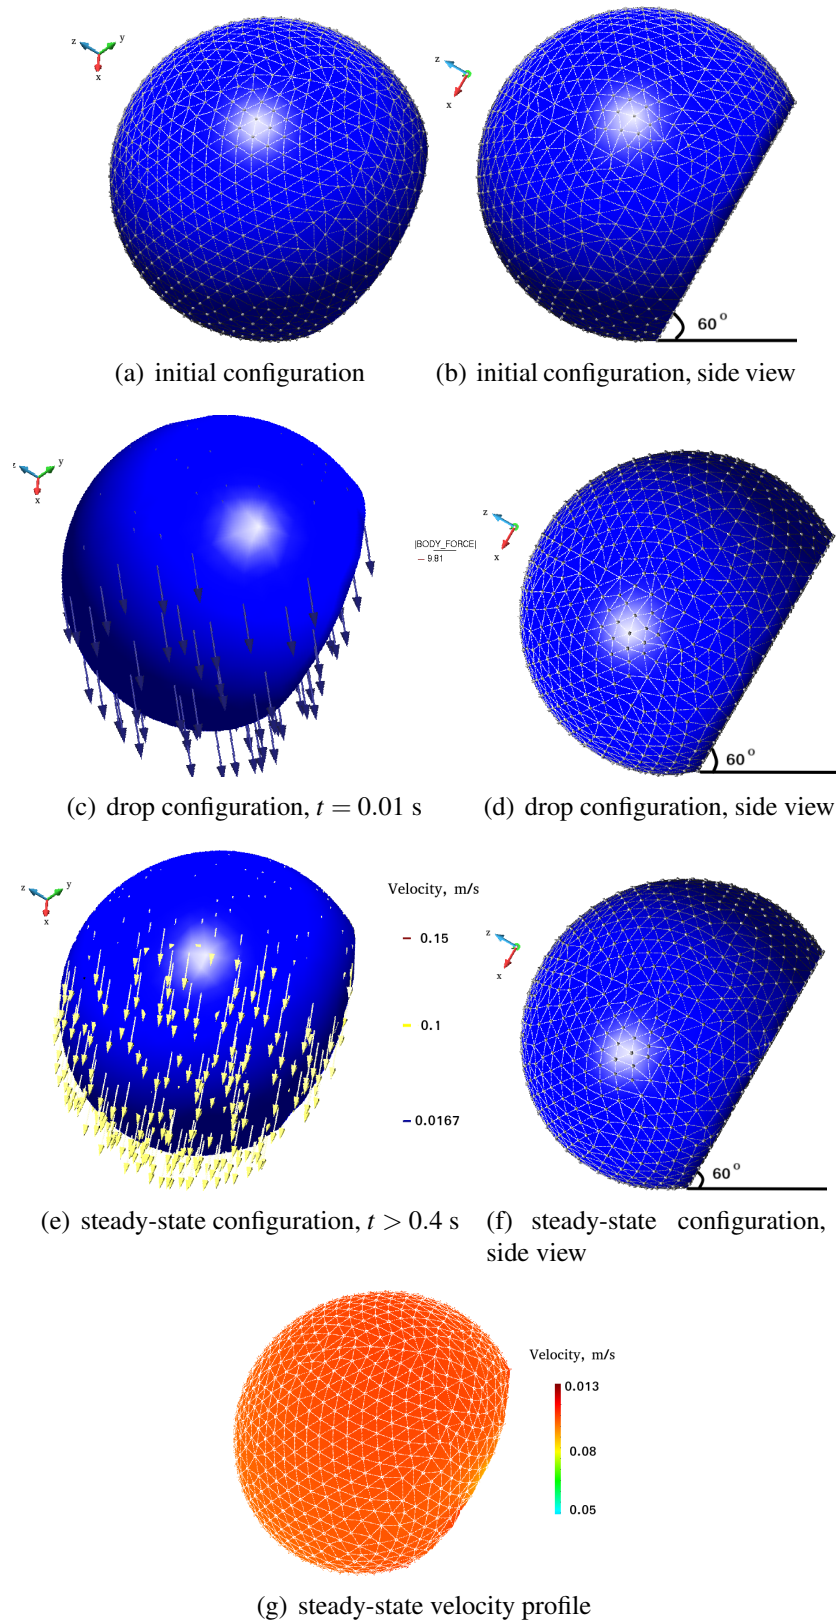 z y
x
z
x
60°
60°
(a) initial configuration
(b) initial configuration, side view
z y
x
z
x
|BODY_FORCE|
9.81
60°
(c) drop configuration, t = 0.01 s
(d) drop configuration, side view
z y
x
Velocity, m/s
0.15
0.1
0.0167
z
x
60°
(e) steady-state configuration, t > 0.4 s
(f) steady-state configuration,
side view
Velocity, m/s
0.013
0.08
0.05
(g) steady-state velocity profile